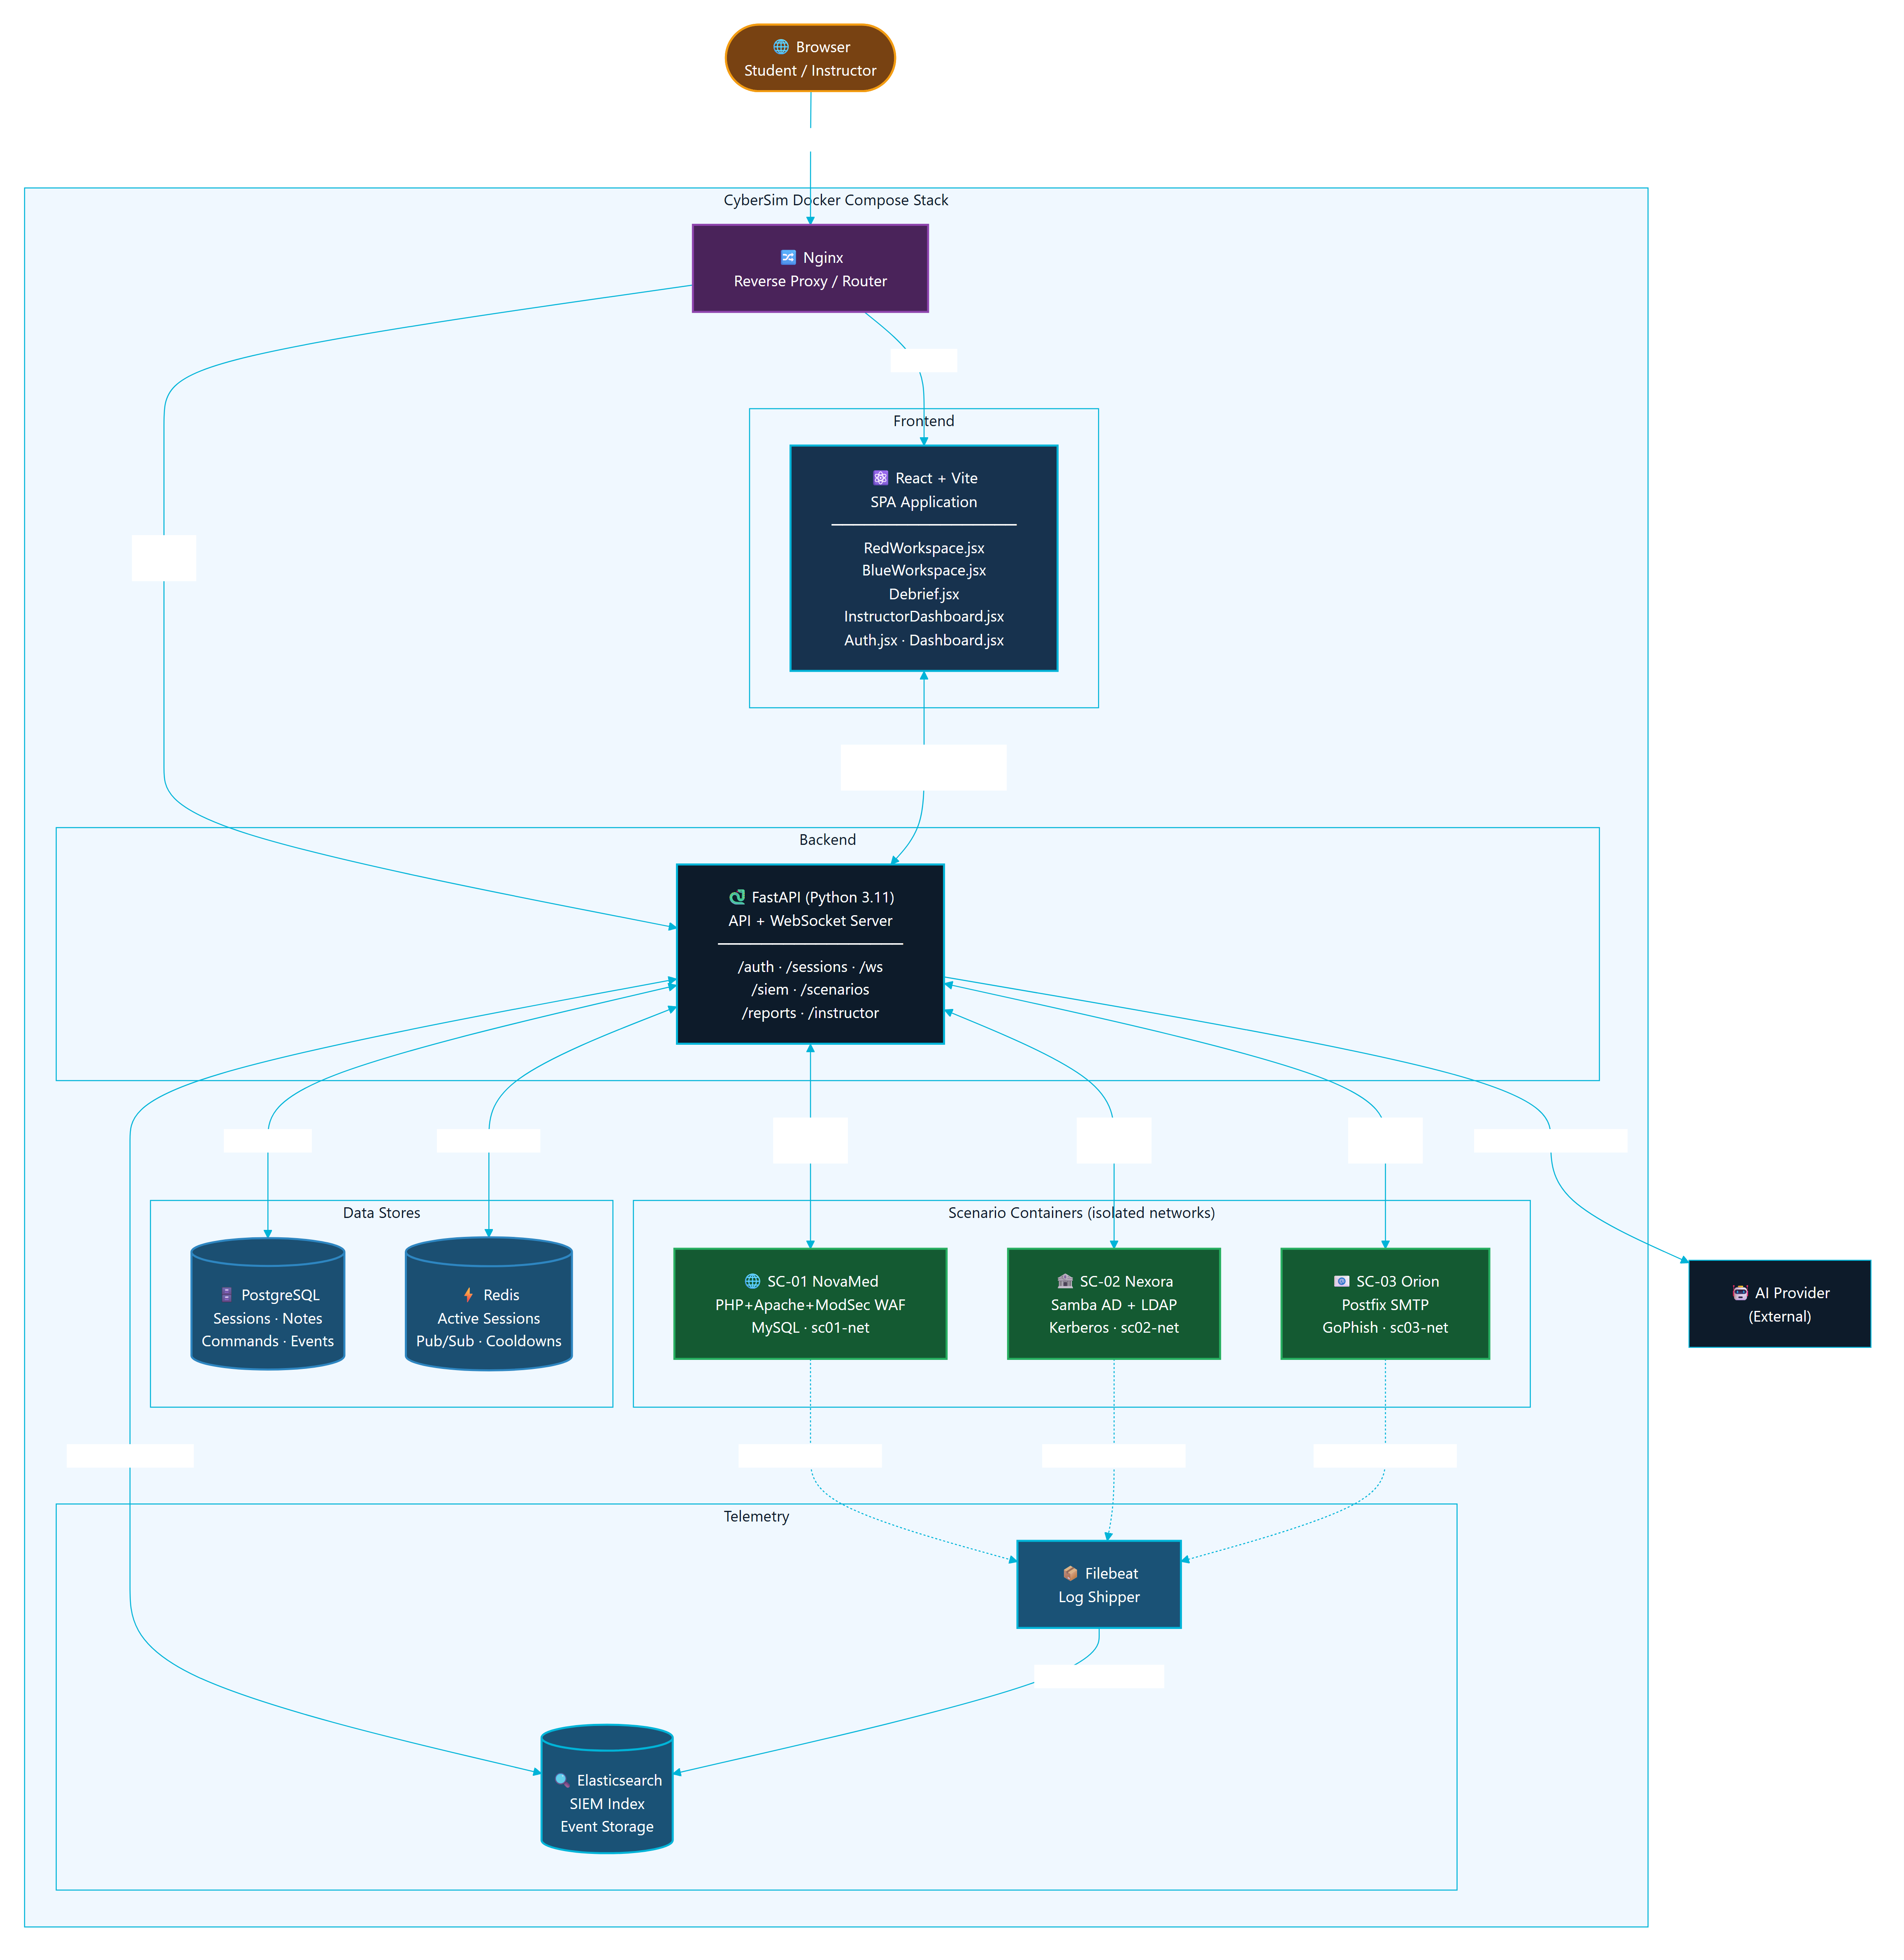 Browser
Student / Instructor
CyberSim Docker Compose Stack
Nginx
Reverse Proxy / Router
Frontend
React + Vite
SPA Application
RedWorkspace.jsx
BlueWorkspace.jsx
Debrief.jsx
InstructorDashboard.jsx
Auth.jsx · Dashboard.jsx
Backend
FastAPI (Python 3.11)
API + WebSocket Server
/auth · /sessions · /ws
/siem · /scenarios
/reports · /instructor
Data Stores
PostgreSQL
Sessions · Notes
Commands · Events
Redis
Active Sessions
Pub/Sub · Cooldowns
Scenario Containers (isolated networks)
SC-01 NovaMed
PHP+Apache+ModSec WAF
MySQL · sc01-net
SC-02 Nexora
Samba AD + LDAP
Kerberos · sc02-net
SC-03 Orion
Postfix SMTP
GoPhish · sc03-net
AI Provider
(External)
Telemetry
Filebeat
Log Shipper
Elasticsearch
SIEM Index
Event Storage